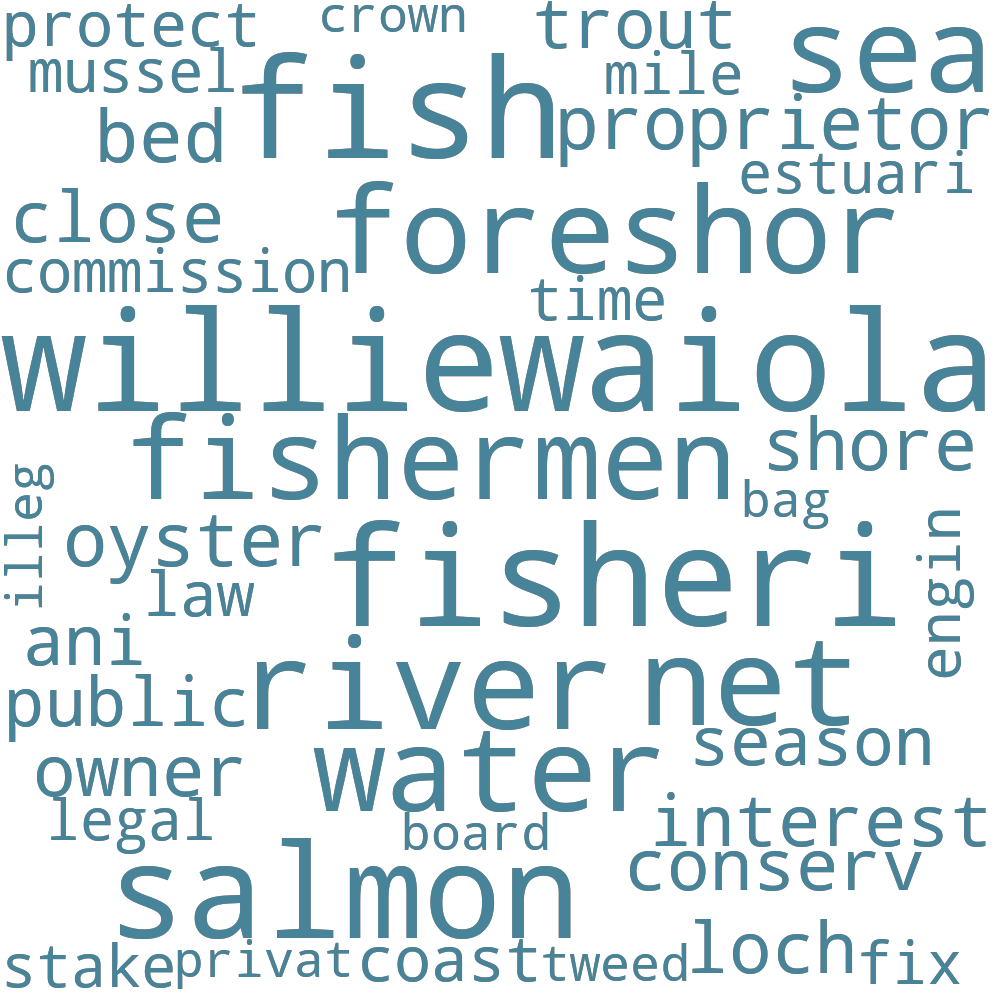 protect crown trout sea
mussel fish mile
bed proprietor
estuari
close foreshor
commission time
williewaiola
fishermen shore
illeg bag
oyster fisheri engin
law
ani river net
public
owner water season
legal board interest
salmon conserv
stake privat coast tweed loch fix